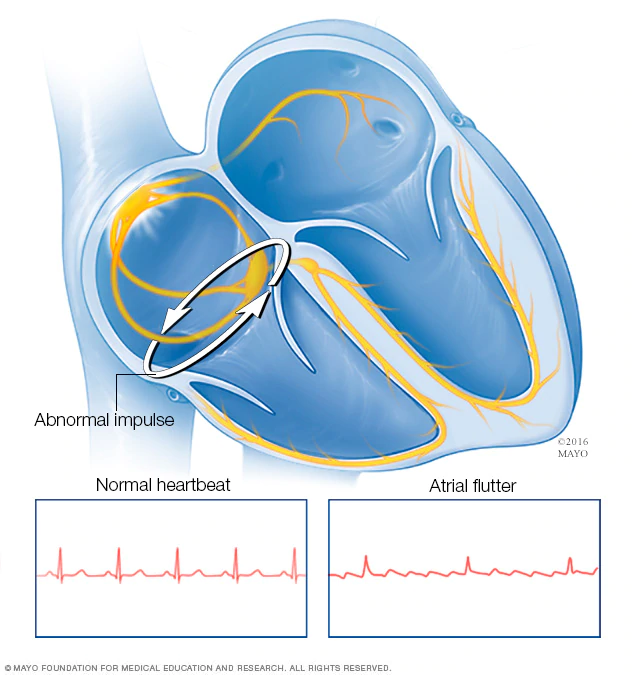 Abnormal impulse
©2016
MAYO
Normal heartbeat
Atrial flutter
© MAYO FOUNDATION FOR MEDICAL EDUCATION AND RESEARCH. ALL RIGHTS RESERVED.